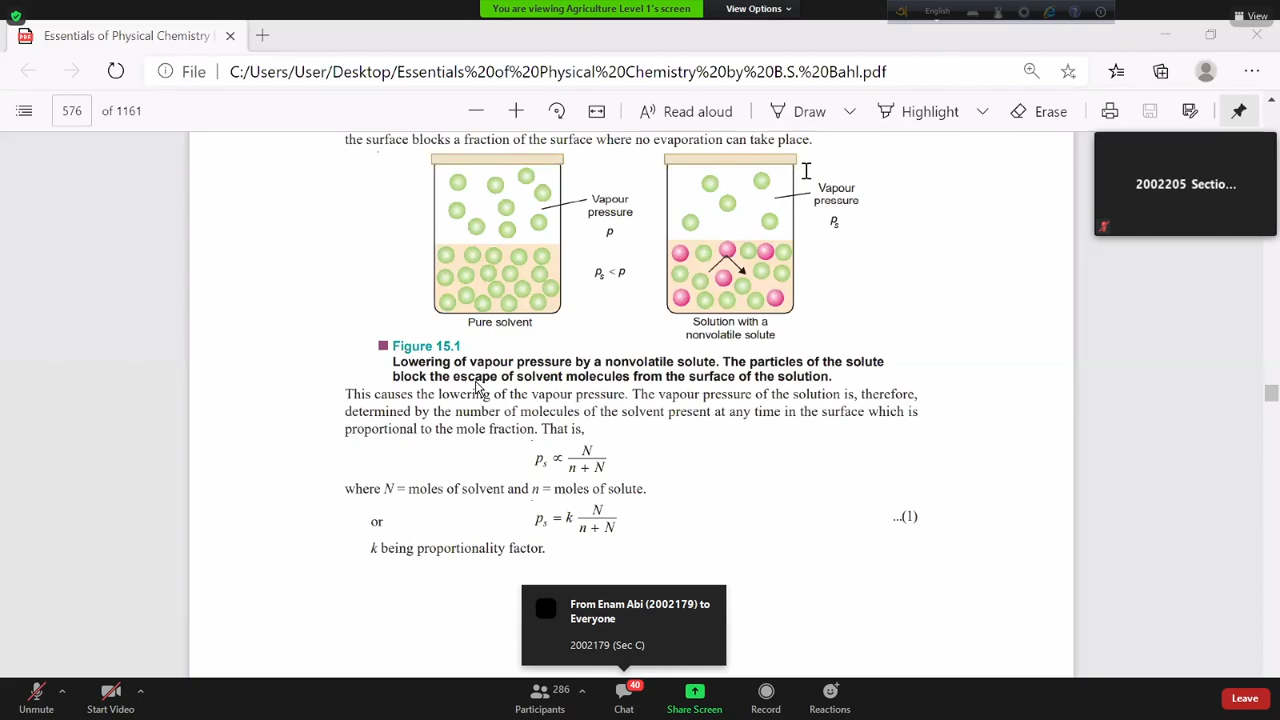 You are viewing Agriculture Level 1's screen
View Options
English
View
Essentials of Physical Chemistry
File
C:/Users/User/Desktop/Essentials%20of%20Physical%20Chemistry%20by%20B.S.%20Bahl.pdf
576 of 1161
Read aloud
Draw
Highlight
Erase
2002205 Sectio...
the surface blocks a fraction of the surface where no evaporation can take place.
Vapour
pressure
p
p_s < p
Pure solvent
Vapour
pressure
p_s
Solution with a
nonvolatile solute
Figure 15.1
Lowering of vapour pressure by a nonvolatile solute. The particles of the solute
block the escape of solvent molecules from the surface of the solution.
This causes the lowering of the vapour pressure. The vapour pressure of the solution is, therefore,
determined by the number of molecules of the solvent present at any time in the surface which is
proportional to the mole fraction. That is,
p_s ∝ N / (n + N)
where N = moles of solvent and n = moles of solute.
or p_s = k N / (n + N) ...(1)
k being proportionality factor.
From Enam Abi (2002179) to
Everyone
2002179 (Sec C)
Unmute
Start Video
286
Participants
40
Chat
Share Screen
Record
Reactions
Leave